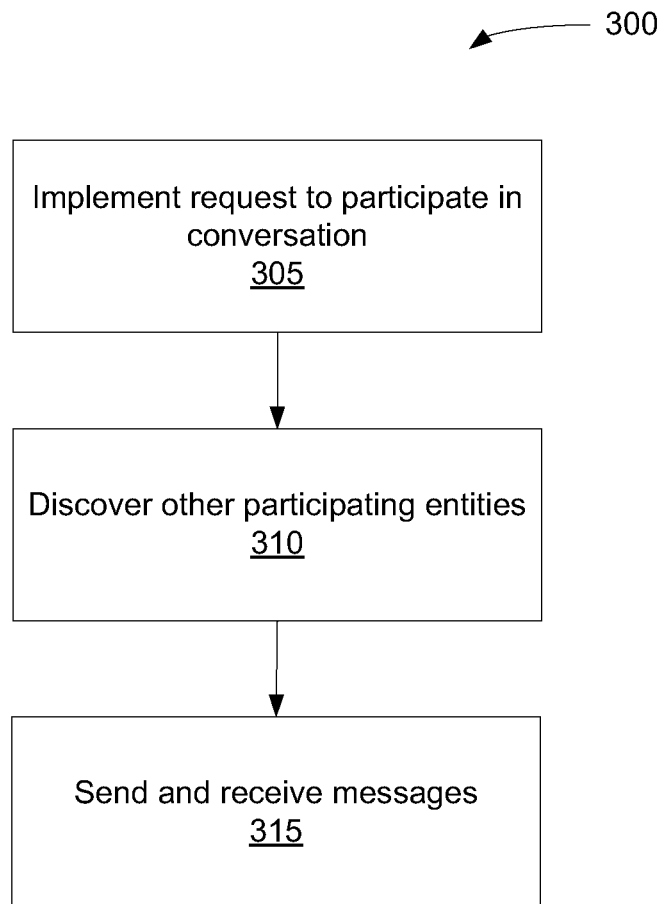 300
Implement request to participate in
conversation
305
Discover other participating entities
310
Send and receive messages
315